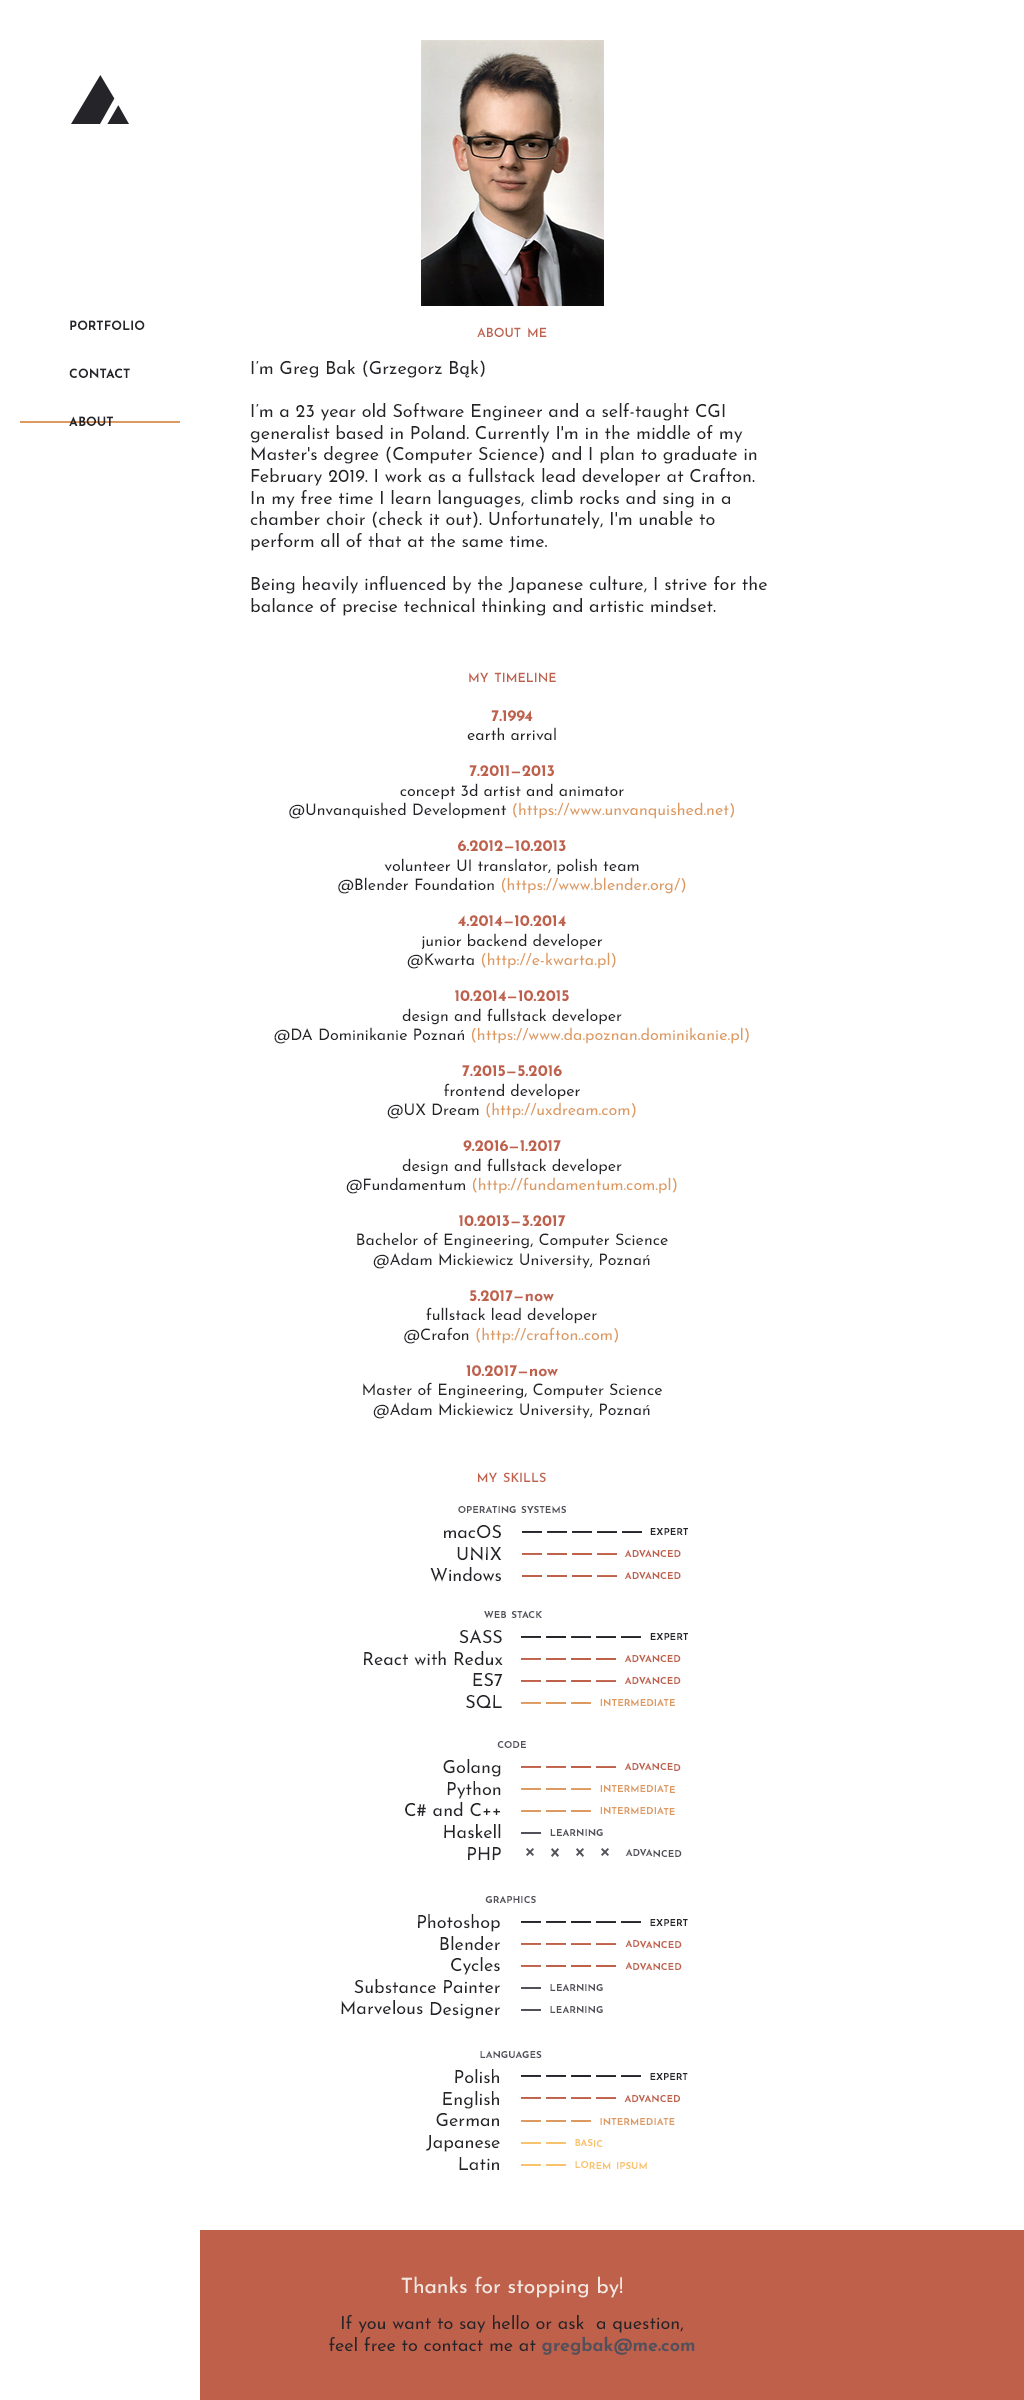 PORTFOLIO
CONTACT
ABOUT
ABOUT ME
I'm Greg Bak (Grzegorz Bąk)
I'm a 23 year old Software Engineer and a self-taught CGI
generalist based in Poland. Currently I'm in the middle of my
Master's degree (Computer Science) and I plan to graduate in
February 2019. I work as a fullstack lead developer at Crafton.
In my free time I learn languages, climb rocks and sing in a
chamber choir (check it out). Unfortunately, I'm unable to
perform all of that at the same time.
Being heavily influenced by the Japanese culture, I strive for the
balance of precise technical thinking and artistic mindset.
MY TIMELINE
7.1994
earth arrival
7.2011–2013
concept 3d artist and animator
@Unvanquished Development (https://www.unvanquished.net)
6.2012–10.2013
volunteer UI translator, polish team
@Blender Foundation (https://www.blender.org/)
4.2014–10.2014
junior backend developer
@Kwarta (http://e-kwarta.pl)
10.2014–10.2015
design and fullstack developer
@DA Dominikanie Poznań (https://www.da.poznan.dominikanie.pl)
7.2015–5.2016
frontend developer
@UX Dream (http://uxdream.com)
9.2016–1.2017
design and fullstack developer
@Fundamentum (http://fundamentum.com.pl)
10.2013–3.2017
Bachelor of Engineering, Computer Science
@Adam Mickiewicz University, Poznań
5.2017–now
fullstack lead developer
@Crafon (http://crafton..com)
10.2017–now
Master of Engineering, Computer Science
@Adam Mickiewicz University, Poznań
MY SKILLS
OPERATING SYSTEMS
macOS EXPERT
UNIX ADVANCED
Windows ADVANCED
WEB STACK
SASS EXPERT
React with Redux ADVANCED
ES7 ADVANCED
SQL INTERMEDIATE
CODE
Golang ADVANCED
Python INTERMEDIATE
C# and C++ INTERMEDIATE
Haskell LEARNING
PHP × × × × ADVANCED
GRAPHICS
Photoshop EXPERT
Blender ADVANCED
Cycles ADVANCED
Substance Painter LEARNING
Marvelous Designer LEARNING
LANGUAGES
Polish EXPERT
English ADVANCED
German INTERMEDIATE
Japanese BASIC
Latin LOREM IPSUM
Thanks for stopping by!
If you want to say hello or ask a question,
feel free to contact me at gregbak@me.com